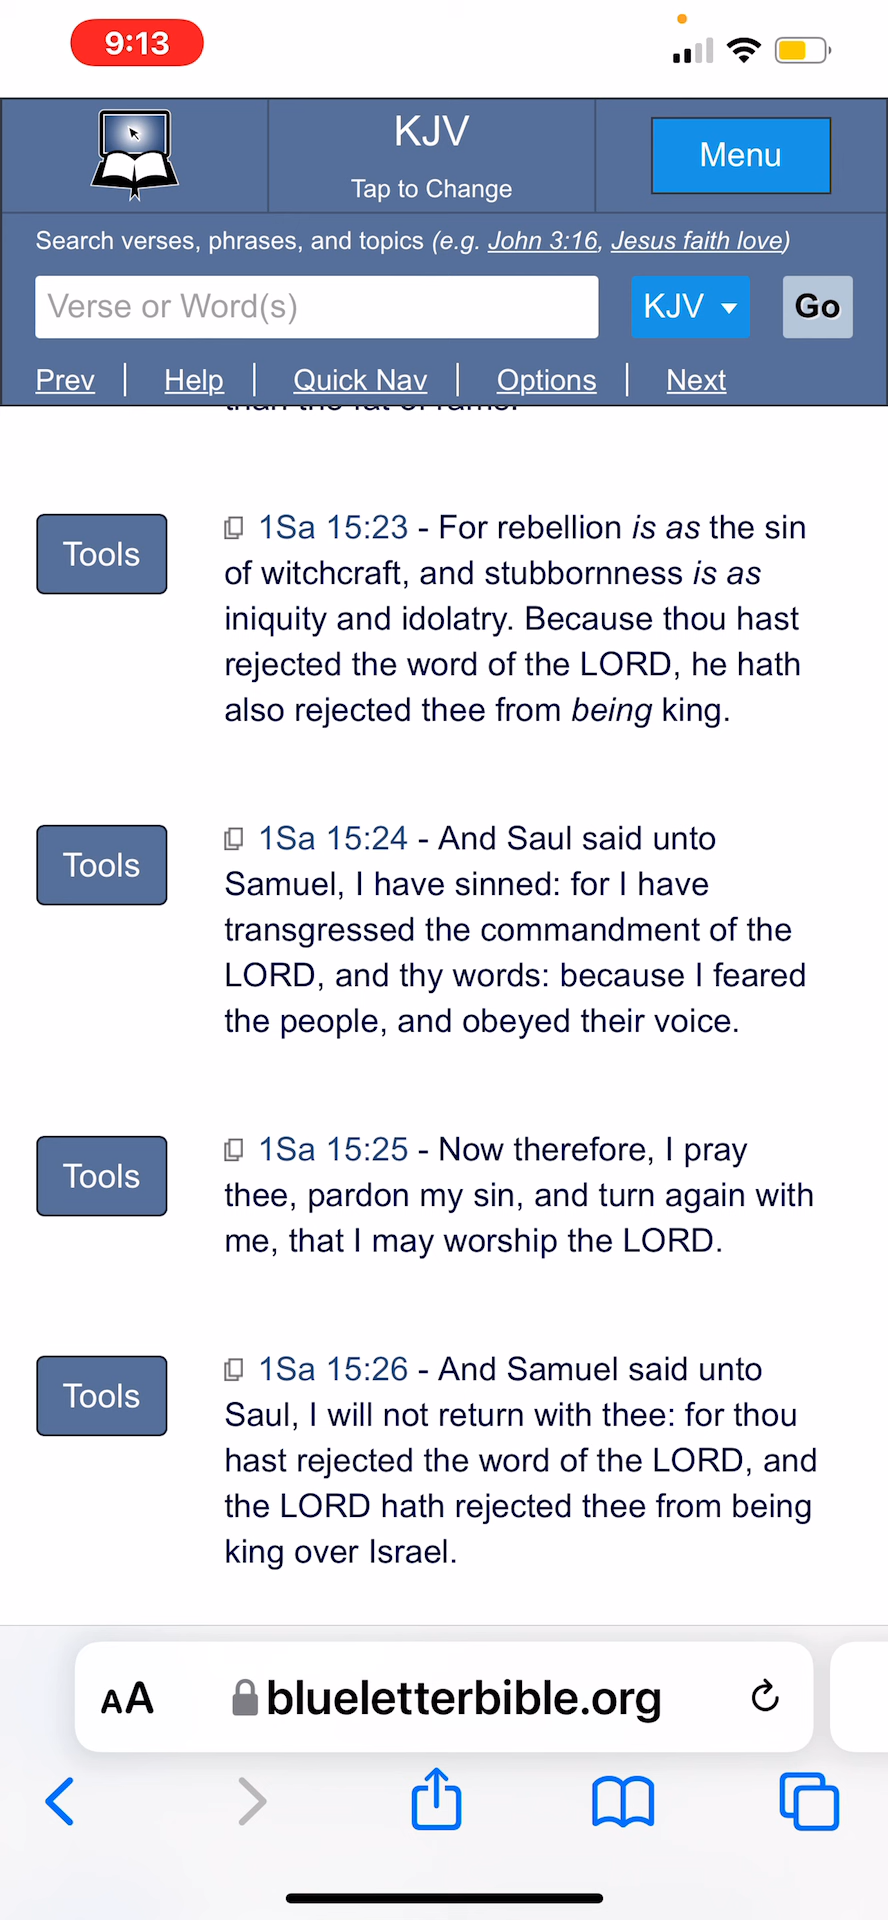 9:13
KJV
Tap to Change
Menu
Search verses, phrases, and topics (e.g. John 3:16, Jesus faith love)
Verse or Word(s)
KJV
Go
Prev | Help | Quick Nav | Options | Next
than the fat of rams.
Tools
1Sa 15:23 - For rebellion is as the sin
of witchcraft, and stubbornness is as
iniquity and idolatry. Because thou hast
rejected the word of the LORD, he hath
also rejected thee from being king.
Tools
1Sa 15:24 - And Saul said unto
Samuel, I have sinned: for I have
transgressed the commandment of the
LORD, and thy words: because I feared
the people, and obeyed their voice.
Tools
1Sa 15:25 - Now therefore, I pray
thee, pardon my sin, and turn again with
me, that I may worship the LORD.
Tools
1Sa 15:26 - And Samuel said unto
Saul, I will not return with thee: for thou
hast rejected the word of the LORD, and
the LORD hath rejected thee from being
king over Israel.
AA
blueletterbible.org